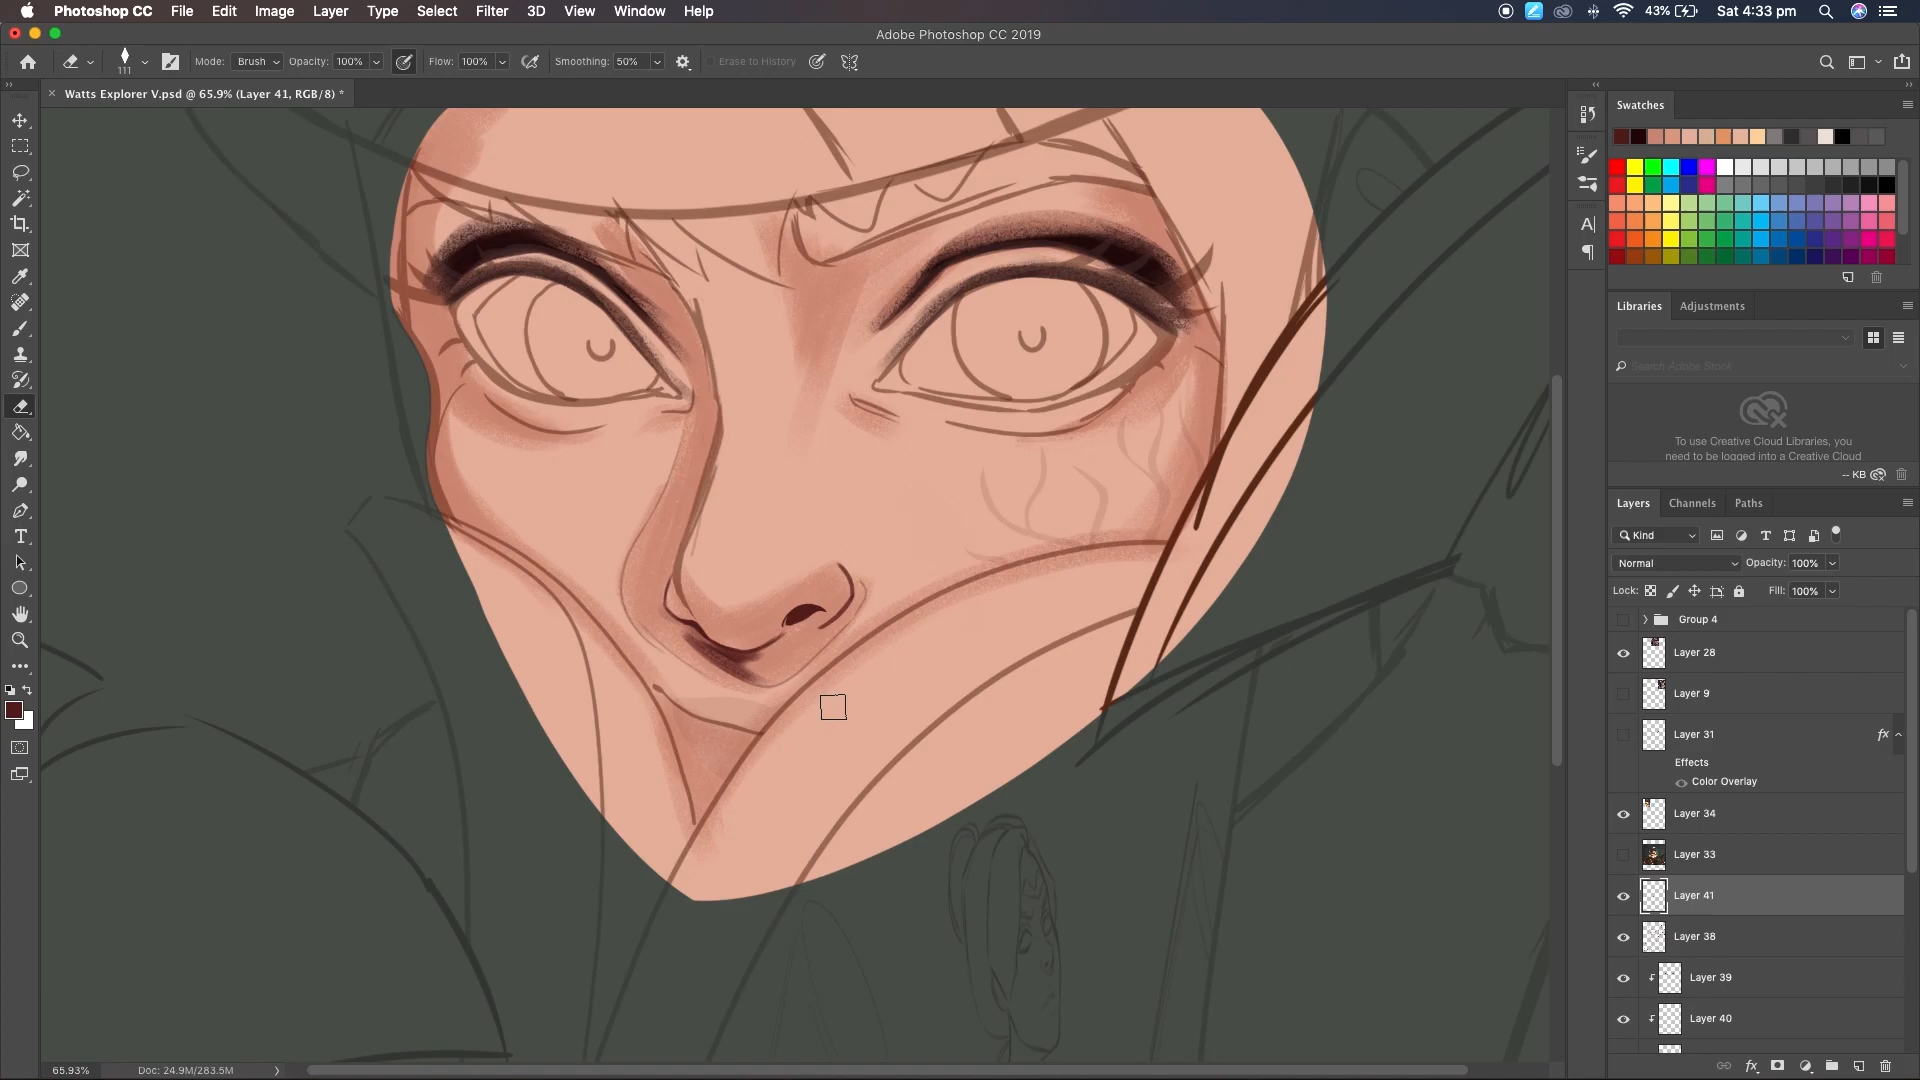 Photoshop CC File Edit Image Layer Type Select Filter 3D View Window Help 43% Sat 4:33 pm
Adobe Photoshop CC 2019
111 Mode: Brush Opacity: 100% Flow: 100% Smoothing: 50% Erase to History
× Watts Explorer V.psd @ 65.9% (Layer 41, RGB/8) *
Swatches
Libraries Adjustments
Search Adobe Stock
To use Creative Cloud Libraries, you
need to be logged into a Creative Cloud
-- KB
Layers Channels Paths
Kind
Normal Opacity: 100%
Lock: Fill: 100%
Group 4
Layer 28
Layer 9
Layer 31 fx
Effects
Color Overlay
Layer 34
Layer 33
Layer 41
Layer 38
Layer 39
Layer 40
65.93% Doc: 24.9M/283.5M